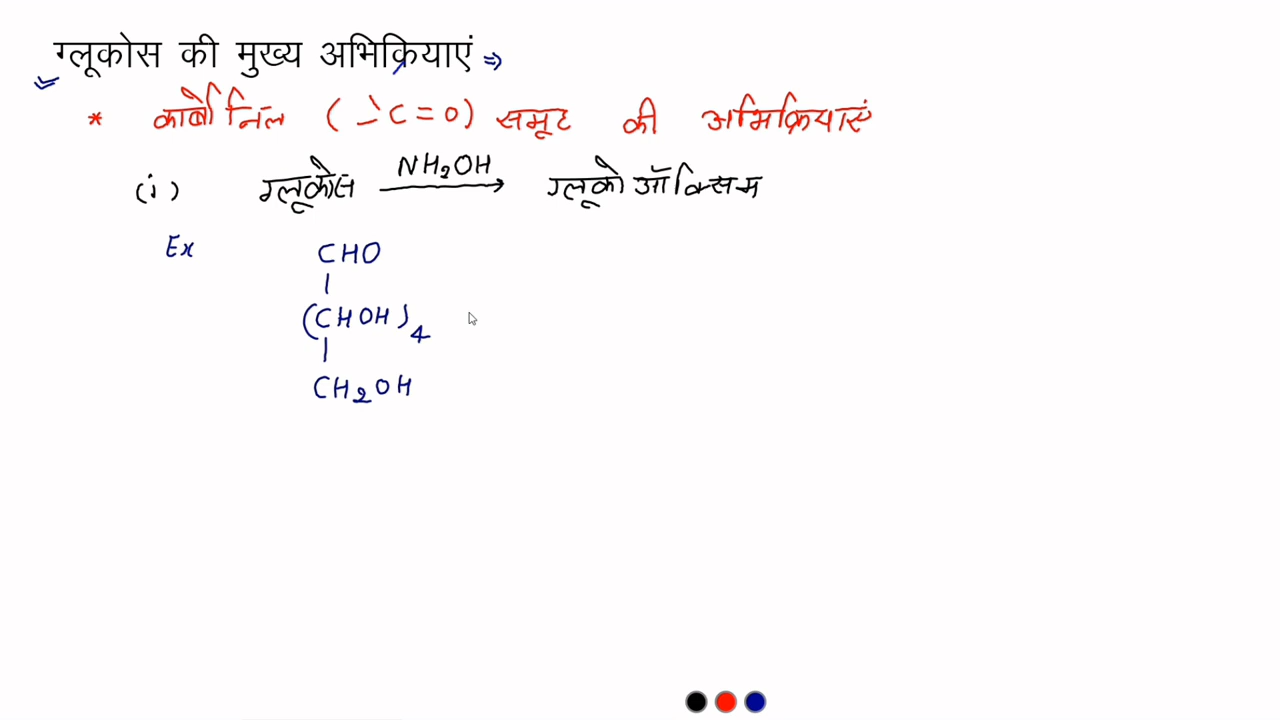 ग्लूकोस की मुख्य अभिक्रियाएं ⇒
* कार्बोनिल ( >C=O ) समूह की अभिक्रियाएं
(i) ग्लूकोस NH₂OH → ग्लूको ऑक्सिम
Ex CHO
|
(CHOH)₄
|
CH₂OH